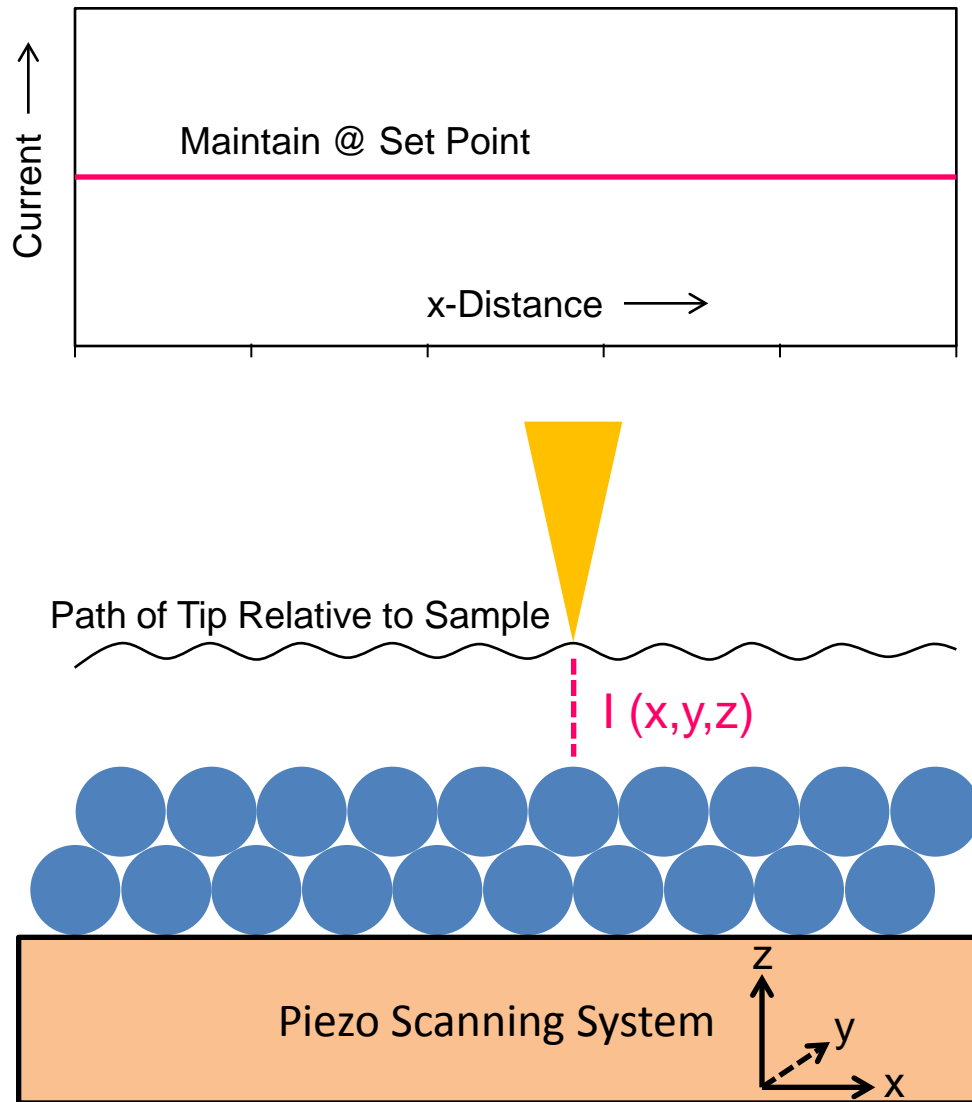 Current
Maintain @ Set Point
x-Distance
Path of Tip Relative to Sample
I (x,y,z)
z
Piezo Scanning System
y
x